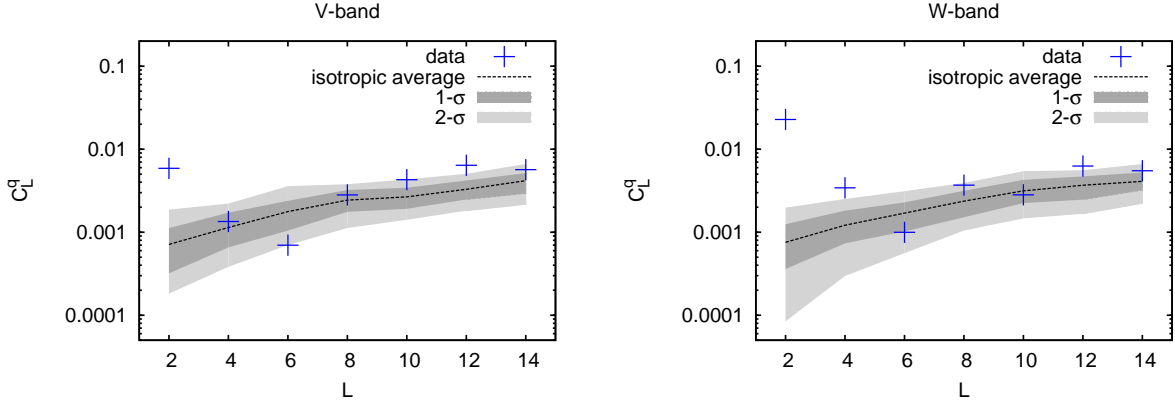 V-band
data
isotropic average
1-σ
2-σ
0.1
0.01
0.001
0.0001
C_L^q
2 4 6 8 10 12 14
L
W-band
data
isotropic average
1-σ
2-σ
0.1
0.01
0.001
0.0001
C_L^q
2 4 6 8 10 12 14
L